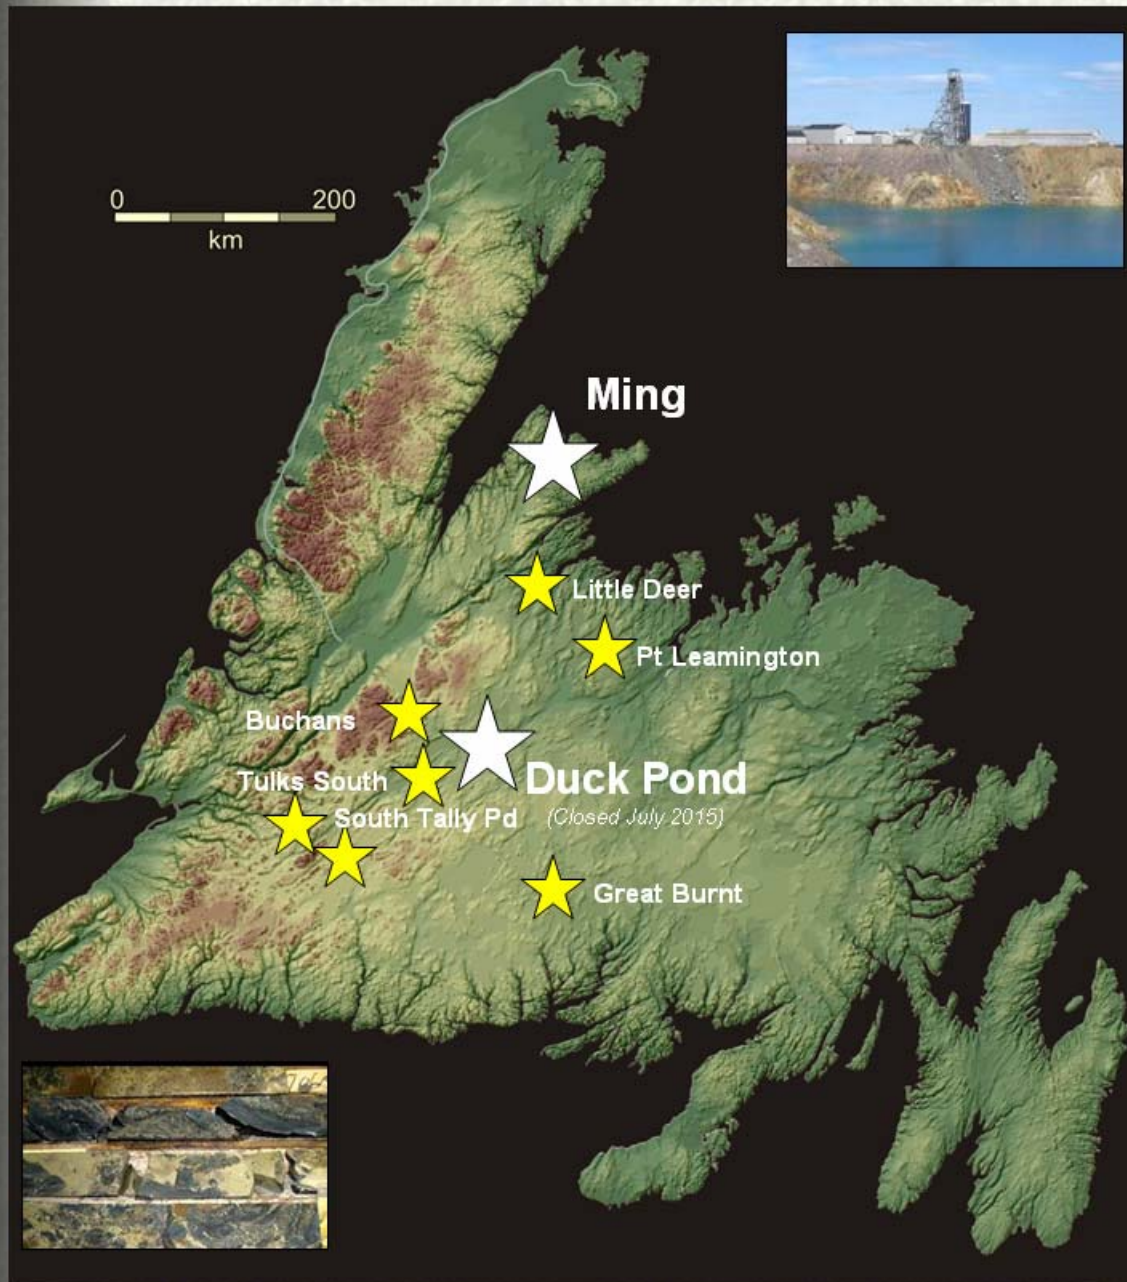 0 200
km
Ming
Little Deer
Pt Leamington
Buchans
Tulks South
Duck Pond
South Tally Pd
(Closed July 2015)
Great Burnt